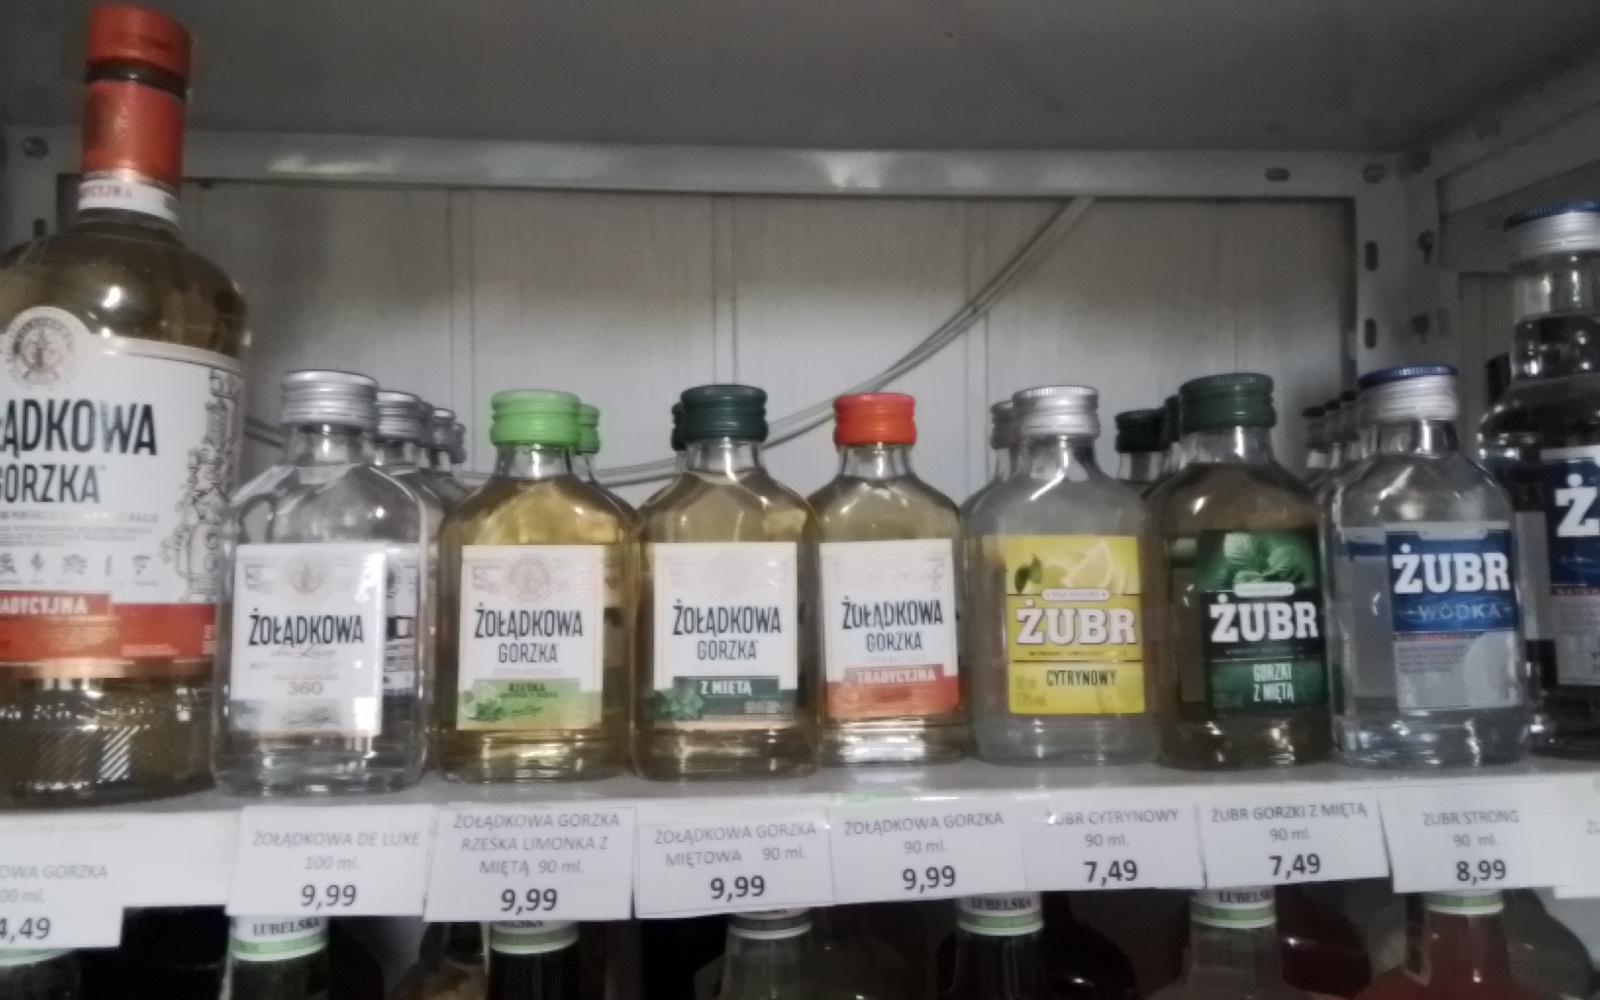 ŻOŁĄDKOWA
GORZKA
TRADYCYJNA
ŻOŁĄDKOWA
de Luxe
360
ŻOŁĄDKOWA
GORZKA
RZEŚKA
ŻOŁĄDKOWA
GORZKA
Z MIĘTĄ
ŻOŁĄDKOWA
GORZKA
TRADYCYJNA
ŻUBR
CYTRYNOWY
ŻUBR
GORZKI
Z MIĘTĄ
ŻUBR
WÓDKA
Ż
OWA GORZKA
00 ml.
4,49
ŻOŁĄDKOWA DE LUXE
100 ml.
9,99
ŻOŁĄDKOWA GORZKA
RZEŚKA LIMONKA Z
MIĘTĄ 90 ml.
9,99
ŻOŁĄDKOWA GORZKA
MIĘTOWA 90 ml.
9,99
ŻOŁĄDKOWA GORZKA
90 ml.
9,99
ŻUBR CYTRYNOWY
90 ml.
7,49
ŻUBR GORZKI Z MIĘTĄ
90 ml.
7,49
ŻUBR STRONG
90 ml.
8,99
LUBELSKA
LUBELSKA
LUBELSKA
LUBELSKA